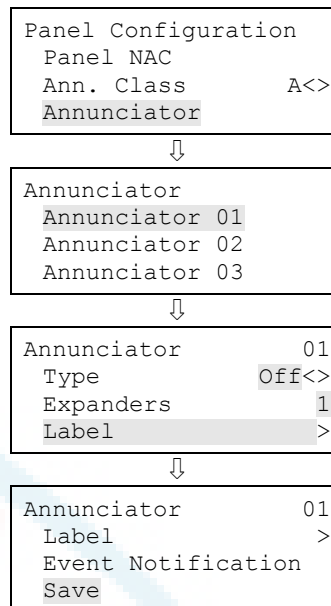 Panel Configuration
Panel NAC
Ann. Class A<>
Annunciator
⇩
Annunciator
Annunciator 01
Annunciator 02
Annunciator 03
⇩
Annunciator 01
Type Off<>
Expanders 1
Label >
⇩
Annunciator 01
Label >
Event Notification
Save